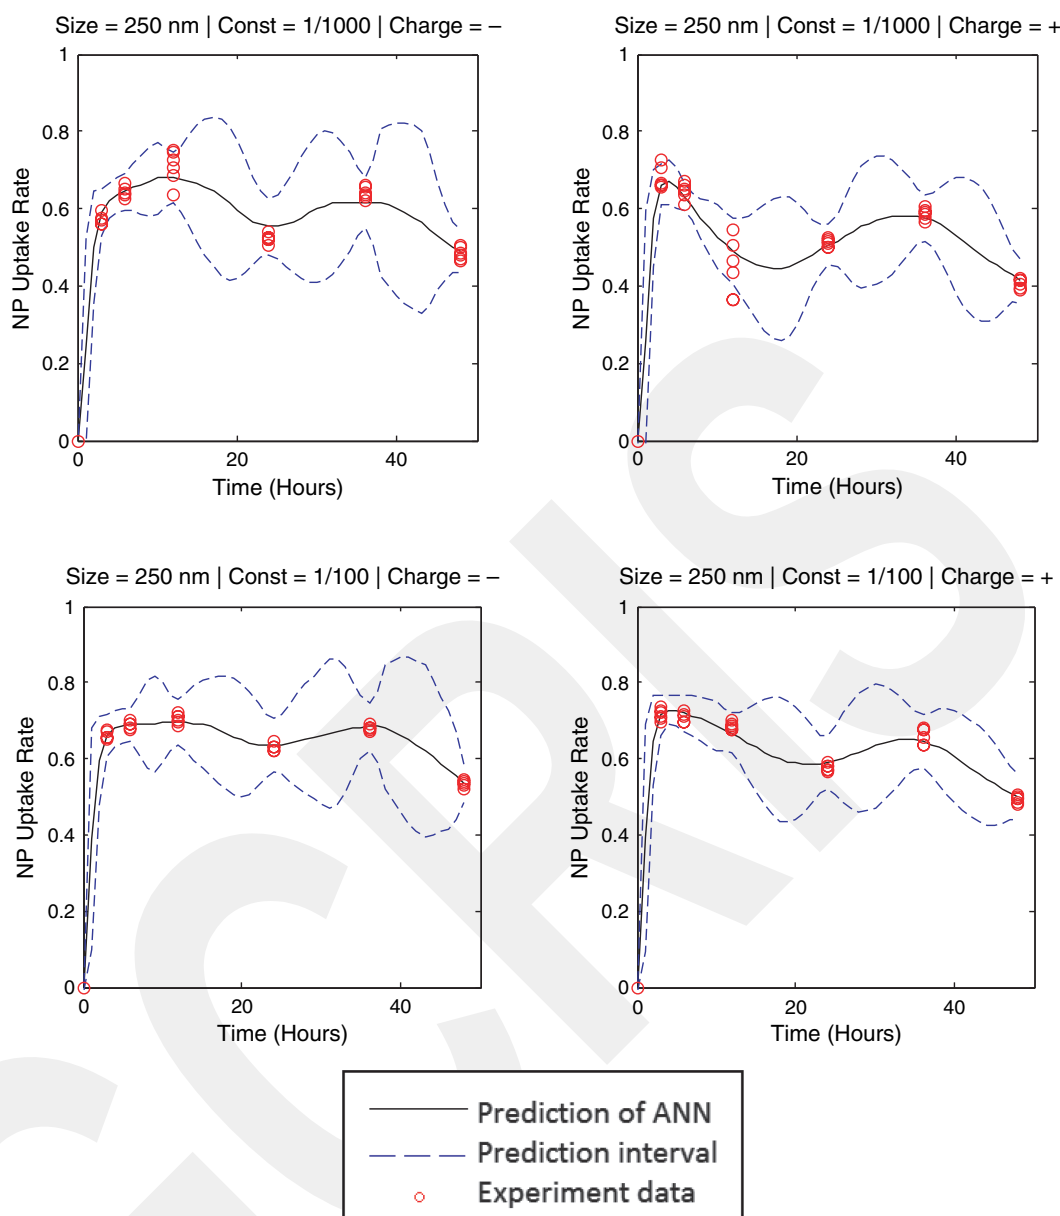 Size = 250 nm | Const = 1/1000 | Charge = –
1
0.8
0.6
0.4
0.2
0
NP Uptake Rate
0 20 40
Time (Hours)
Size = 250 nm | Const = 1/1000 | Charge = +
1
0.8
0.6
0.4
0.2
0
NP Uptake Rate
0 20 40
Time (Hours)
Size = 250 nm | Const = 1/100 | Charge = –
1
0.8
0.6
0.4
0.2
0
NP Uptake Rate
0 20 40
Time (Hours)
Size = 250 nm | Const = 1/100 | Charge = +
1
0.8
0.6
0.4
0.2
0
NP Uptake Rate
0 20 40
Time (Hours)
Prediction of ANN
Prediction interval
Experiment data
CCRIS